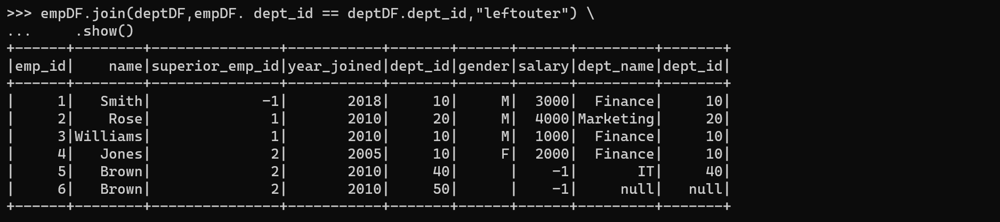 >>> empDF.join(deptDF,empDF. dept_id == deptDF.dept_id,"leftouter") \
...     .show()
+------+--------+---------------+-----------+-------+------+------+---------+-------+
|emp_id|    name|superior_emp_id|year_joined|dept_id|gender|salary|dept_name|dept_id|
+------+--------+---------------+-----------+-------+------+------+---------+-------+
|     1|   Smith|             -1|       2018|     10|     M|  3000|  Finance|     10|
|     2|    Rose|              1|       2010|     20|     M|  4000|Marketing|     20|
|     3|Williams|              1|       2010|     10|     M|  1000|  Finance|     10|
|     4|   Jones|              2|       2005|     10|     F|  2000|  Finance|     10|
|     5|   Brown|              2|       2010|     40|      |    -1|       IT|     40|
|     6|   Brown|              2|       2010|     50|      |    -1|     null|   null|
+------+--------+---------------+-----------+-------+------+------+---------+-------+